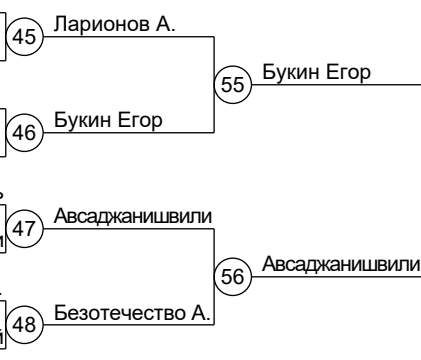 45 Ларионов А.
55 Букин Егор
46 Букин Егор
47 Авсаджанишвили
56 Авсаджанишвили
48 Безотечество А.